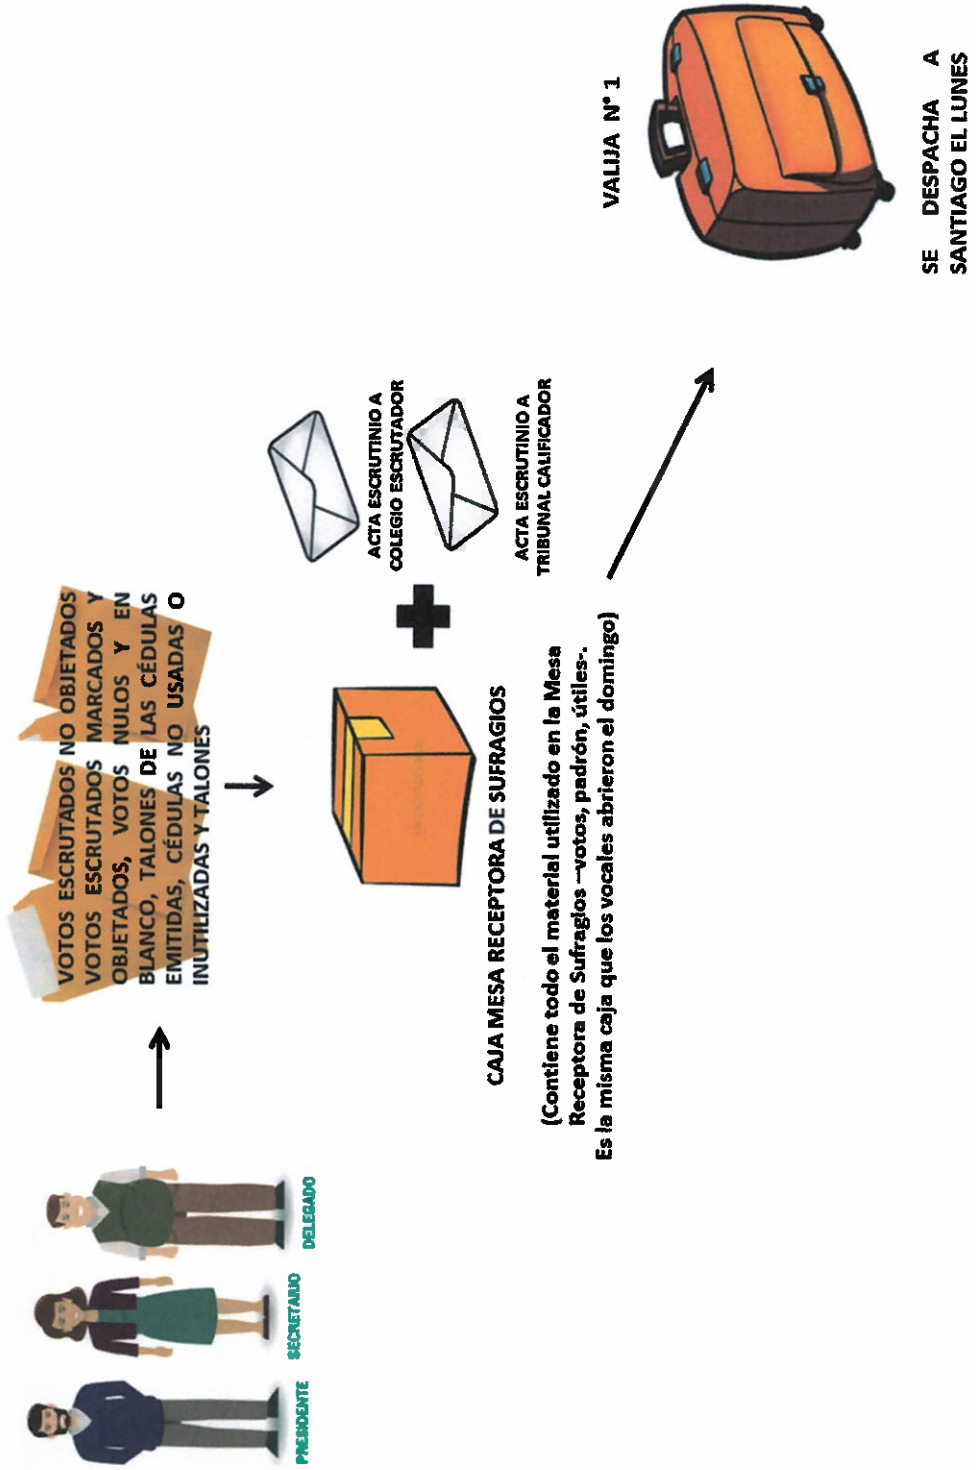 PRESIDENTE
SECRETARIO
DELEGADO
VOTOS ESCRUTADOS NO OBJETADOS
VOTOS ESCRUTADOS MARCADOS Y
OBJETADOS, VOTOS NULOS Y EN
BLANCO, TALONES DE LAS CÉDULAS
EMITIDAS, CÉDULAS NO USADAS O
INUTILIZADAS Y TALONES
CAJA MESA RECEPTORA DE SUFRAGIOS
(Contiene todo el material utilizado en la Mesa
Receptora de Sufragios –votos, padrón, útiles-.
Es la misma caja que los vocales abrieron el domingo)
ACTA ESCRUTINIO A
COLEGIO ESCRUTADOR
ACTA ESCRUTINIO A
TRIBUNAL CALIFICADOR
VALIJA N° 1
SE DESPACHA A
SANTIAGO EL LUNES